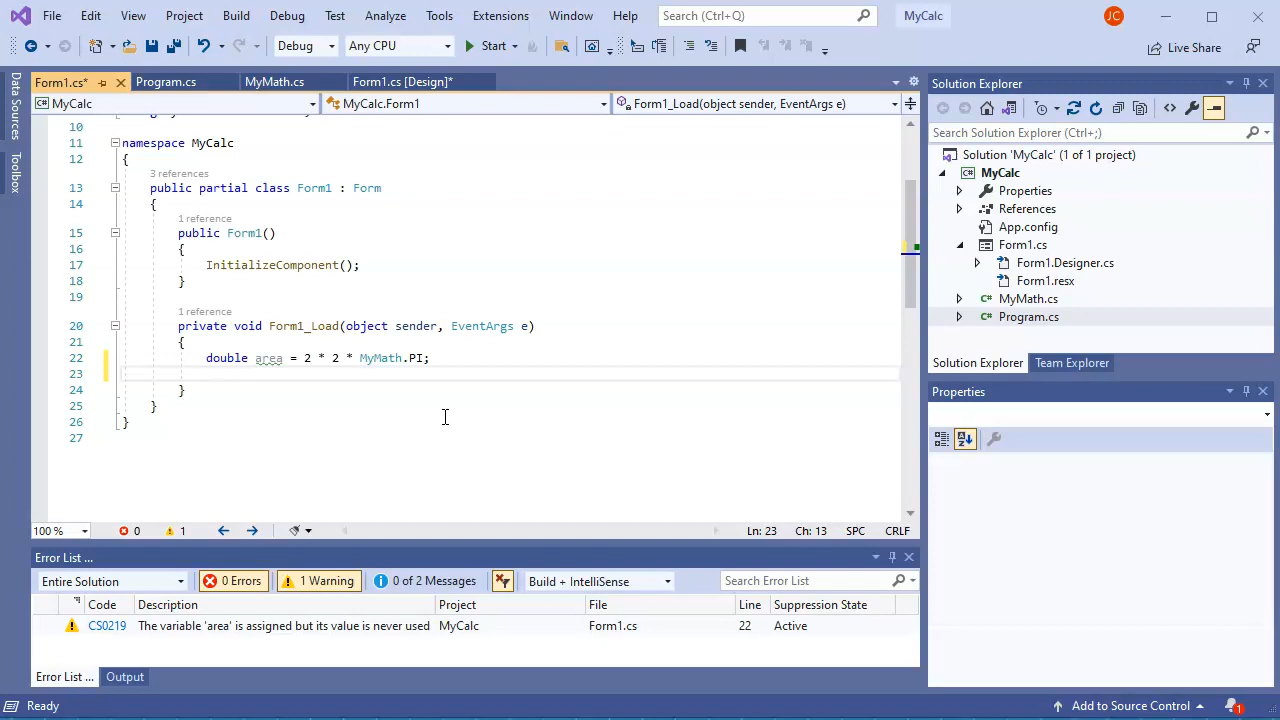 File Edit View Project Build Debug Test Analyze Tools Extensions Window Help Search (Ctrl+Q) MyCalc JC
Debug Any CPU Start Live Share
Data Sources
Toolbox
Form1.cs* Program.cs MyMath.cs Form1.cs [Design]*
MyCalc MyCalc.Form1 Form1_Load(object sender, EventArgs e)
10
11 namespace MyCalc
12 {
3 references
13 public partial class Form1 : Form
14 {
1 reference
15 public Form1()
16 {
17 InitializeComponent();
18 }
19
1 reference
20 private void Form1_Load(object sender, EventArgs e)
21 {
22 double area = 2 * 2 * MyMath.PI;
23
24 }
25 }
26 }
27
100 % 0 1 Ln: 23 Ch: 13 SPC CRLF
Error List ...
Entire Solution 0 Errors 1 Warning 0 of 2 Messages Build + IntelliSense Search Error List
Code Description Project File Line Suppression State
CS0219 The variable 'area' is assigned but its value is never used MyCalc Form1.cs 22 Active
Error List ... Output
Solution Explorer
Search Solution Explorer (Ctrl+;)
Solution 'MyCalc' (1 of 1 project)
MyCalc
Properties
References
App.config
Form1.cs
Form1.Designer.cs
Form1.resx
MyMath.cs
Program.cs
Solution Explorer Team Explorer
Properties
Ready Add to Source Control 1